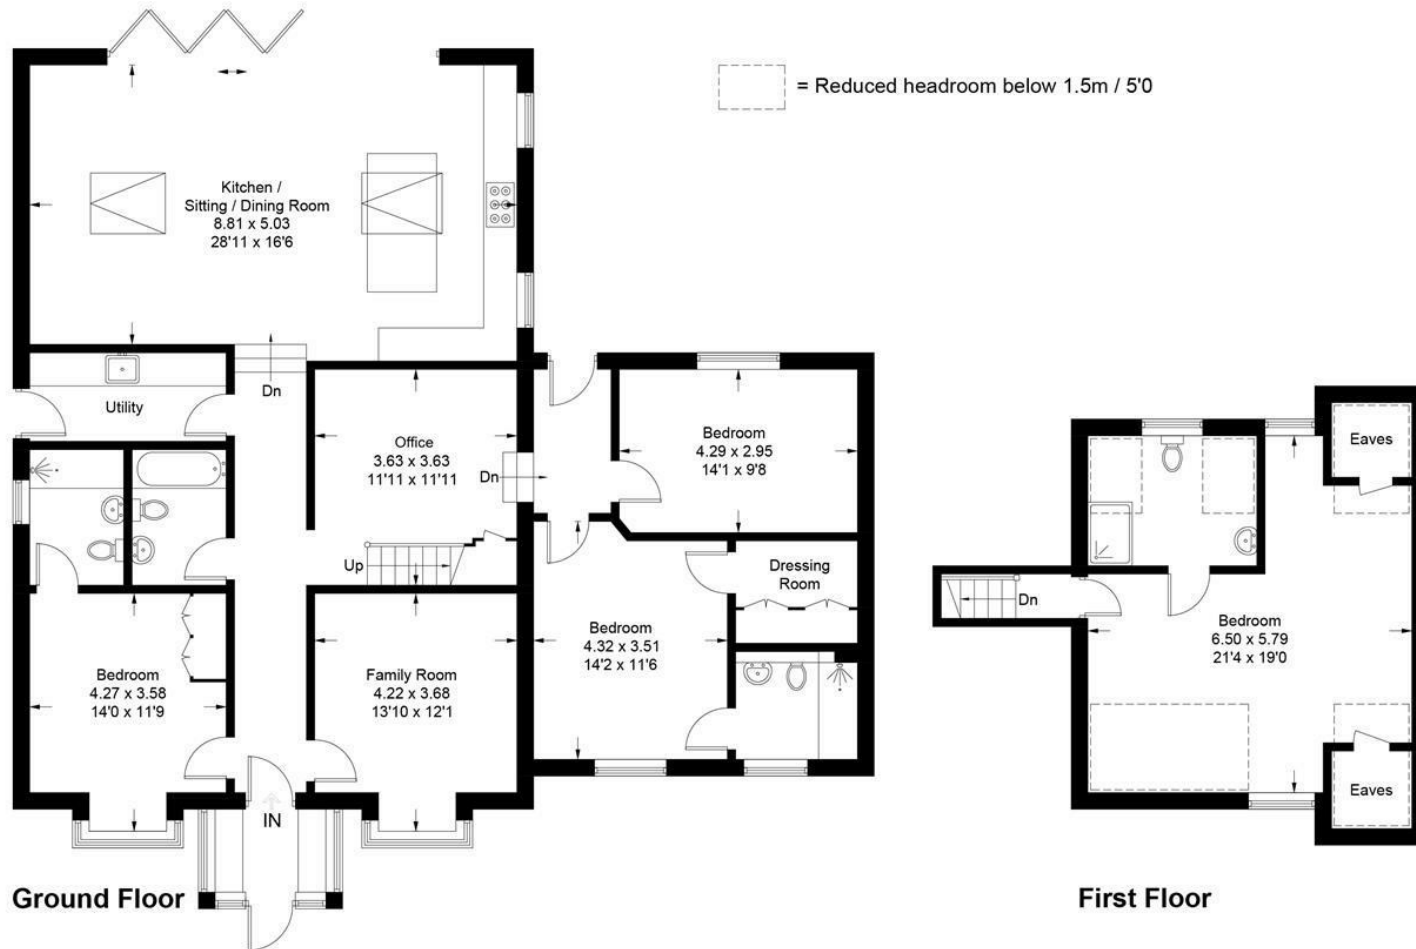 = Reduced headroom below 1.5m / 5'0
Kitchen /
Sitting / Dining Room
8.81 x 5.03
28'11 x 16'6
Dn
Utility
Office
3.63 x 3.63
11'11 x 11'11
Dn
Up
Bedroom
4.29 x 2.95
14'1 x 9'8
Dressing
Room
Bedroom
4.32 x 3.51
14'2 x 11'6
Bedroom
4.27 x 3.58
14'0 x 11'9
Family Room
4.22 x 3.68
13'10 x 12'1
IN
Ground Floor
Eaves
Dn
Bedroom
6.50 x 5.79
21'4 x 19'0
Eaves
First Floor